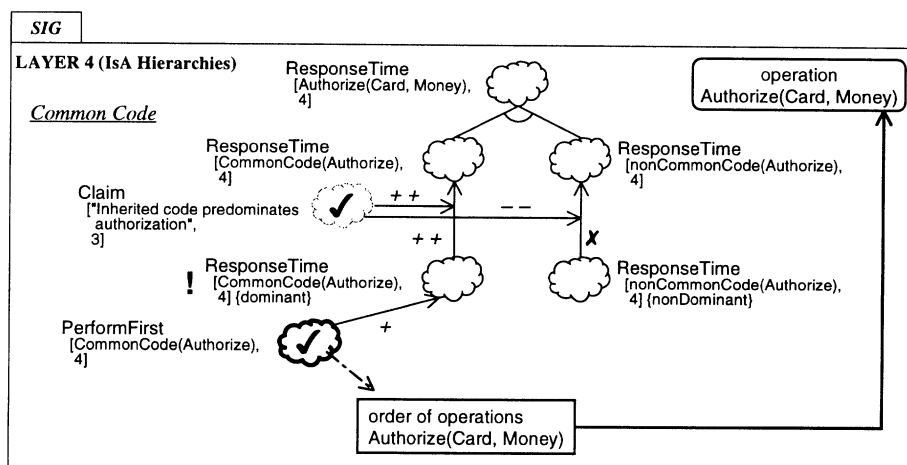 SIG
LAYER 4 (IsA Hierarchies)
Common Code
ResponseTime
[Authorize(Card, Money),
4]
operation
Authorize(Card, Money)
ResponseTime
[CommonCode(Authorize),
4]
ResponseTime
[nonCommonCode(Authorize),
4]
Claim
["Inherited code predominates
authorization",
3]
✓
++
--
++
✗
!
ResponseTime
[CommonCode(Authorize),
4] {dominant}
ResponseTime
[nonCommonCode(Authorize),
4] {nonDominant}
PerformFirst
[CommonCode(Authorize),
4]
✓
+
order of operations
Authorize(Card, Money)